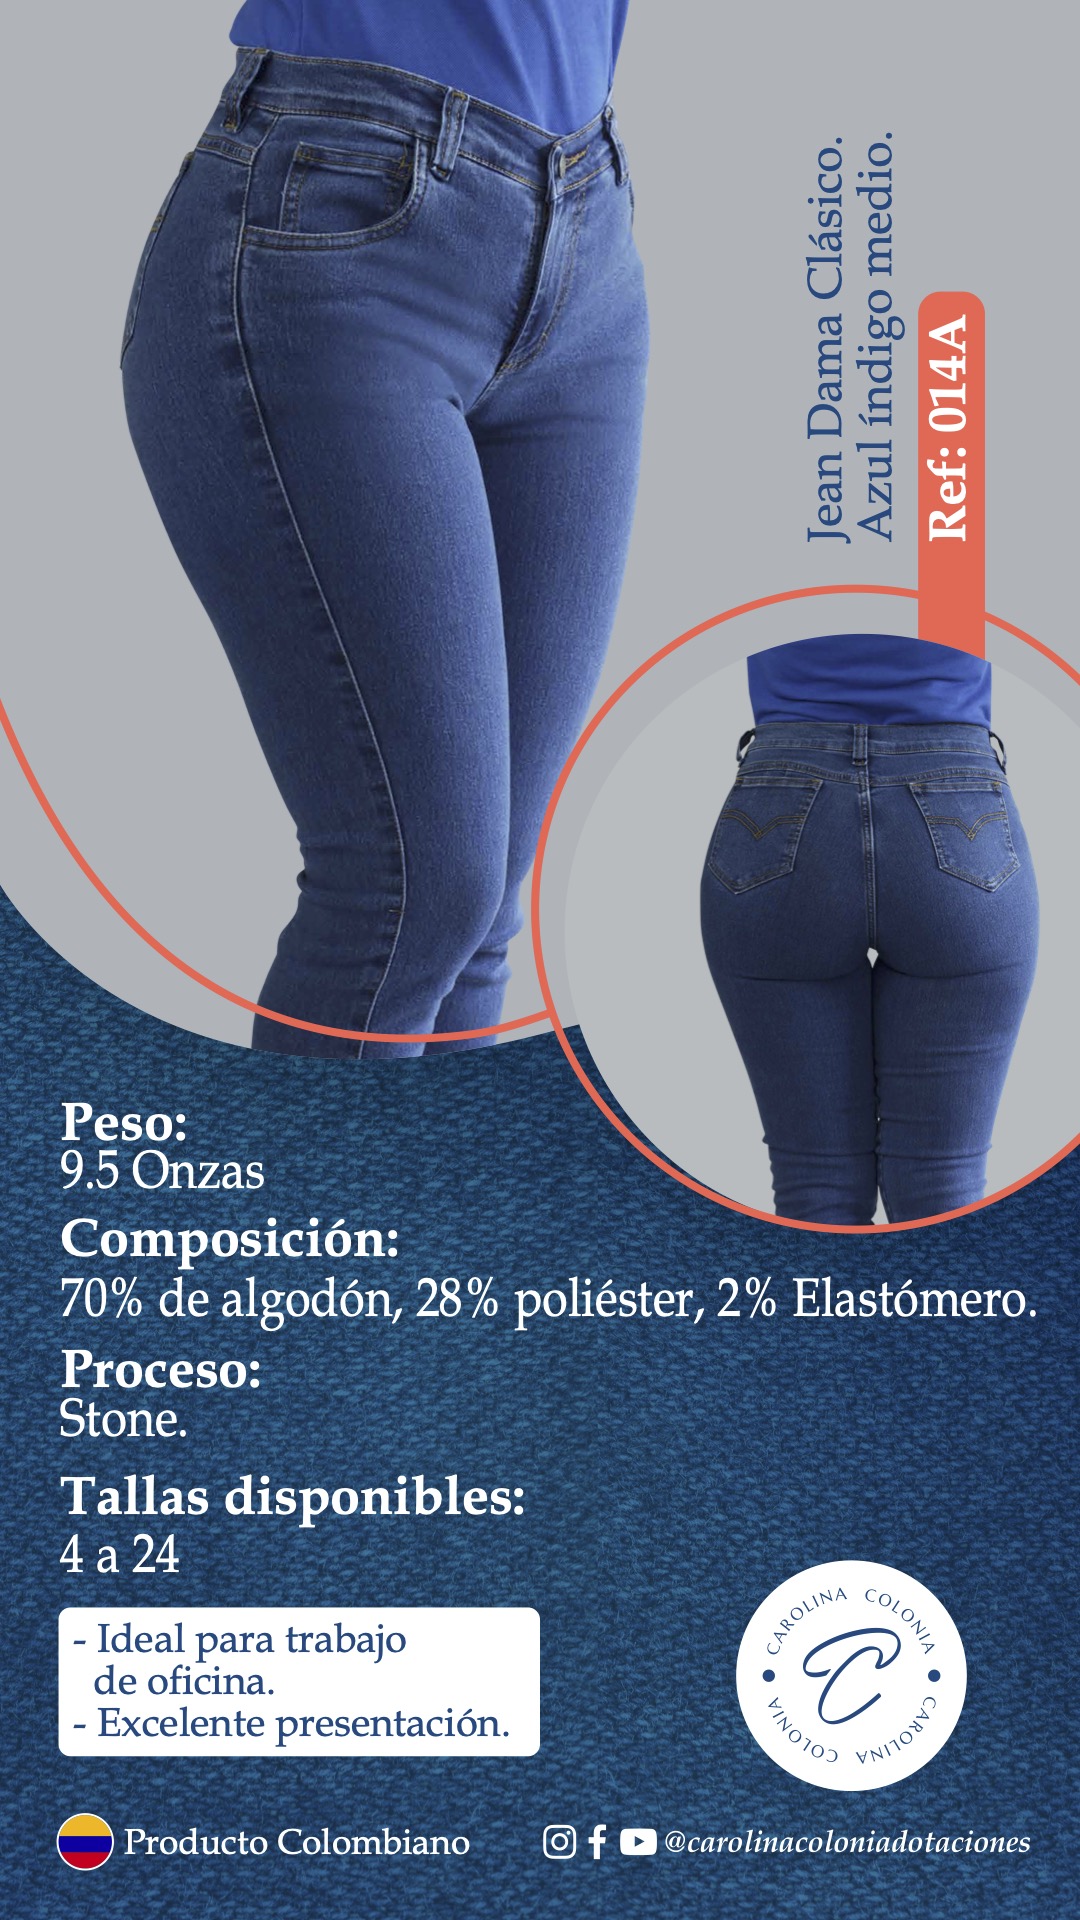 Jean Dama Clásico.
Azul índigo medio.
Ref: 014A
Peso:
9.5 Onzas
Composición:
70% de algodón, 28% poliéster, 2% Elastómero.
Proceso:
Stone.
Tallas disponibles:
4 a 24
- Ideal para trabajo
de oficina.
- Excelente presentación.
CAROLINA COLONIA
C
CAROLINA COLONIA
Producto Colombiano
@carolinacoloniadotaciones